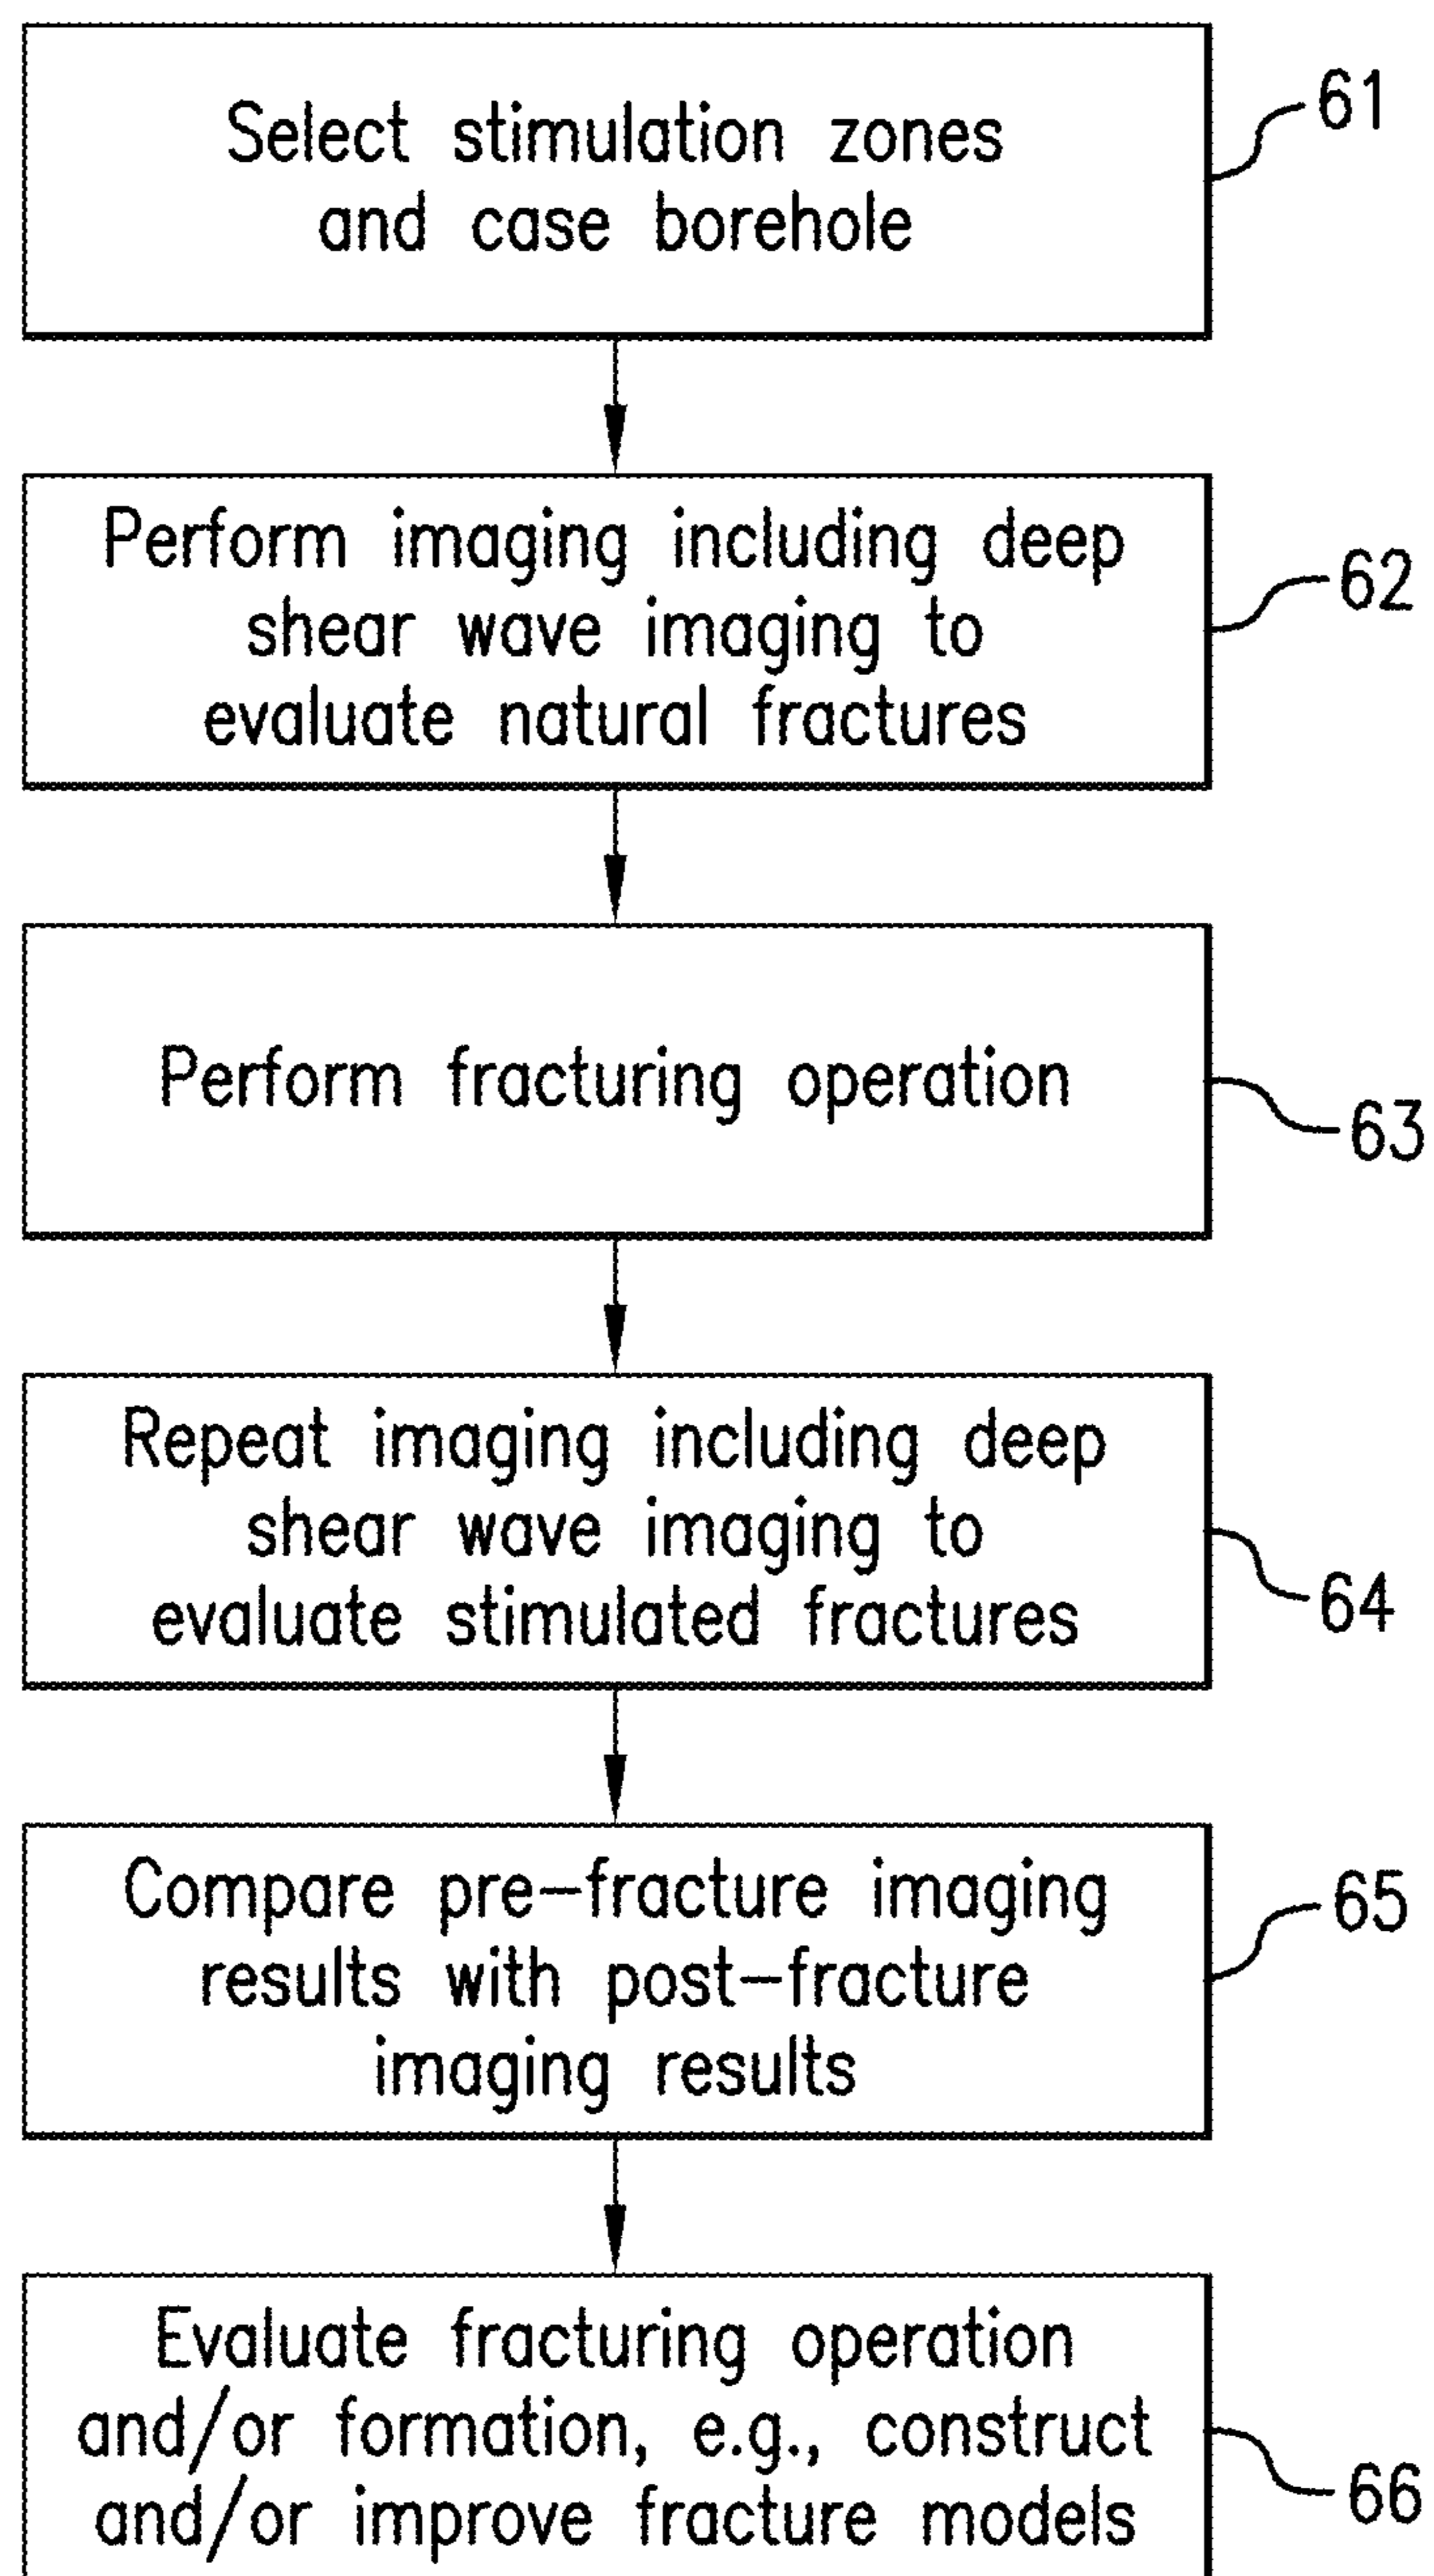 Select stimulation zones
and case borehole
61
Perform imaging including deep
shear wave imaging to
evaluate natural fractures
62
Perform fracturing operation
63
Repeat imaging including deep
shear wave imaging to
evaluate stimulated fractures
64
Compare pre-fracture imaging
results with post-fracture
imaging results
65
Evaluate fracturing operation
and/or formation, e.g., construct
and/or improve fracture models
66